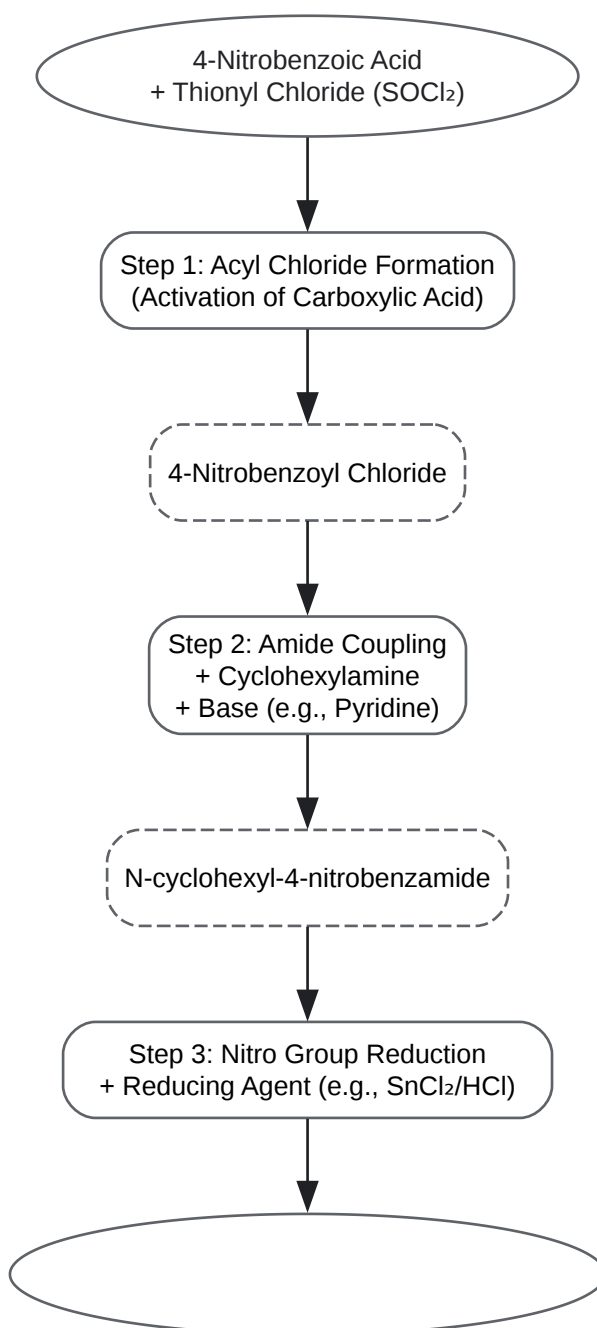 4-Nitrobenzoic Acid
+ Thionyl Chloride (SOCl₂)
Step 1: Acyl Chloride Formation
(Activation of Carboxylic Acid)
4-Nitrobenzoyl Chloride
Step 2: Amide Coupling
+ Cyclohexylamine
+ Base (e.g., Pyridine)
N-cyclohexyl-4-nitrobenzamide
Step 3: Nitro Group Reduction
+ Reducing Agent (e.g., SnCl₂/HCl)